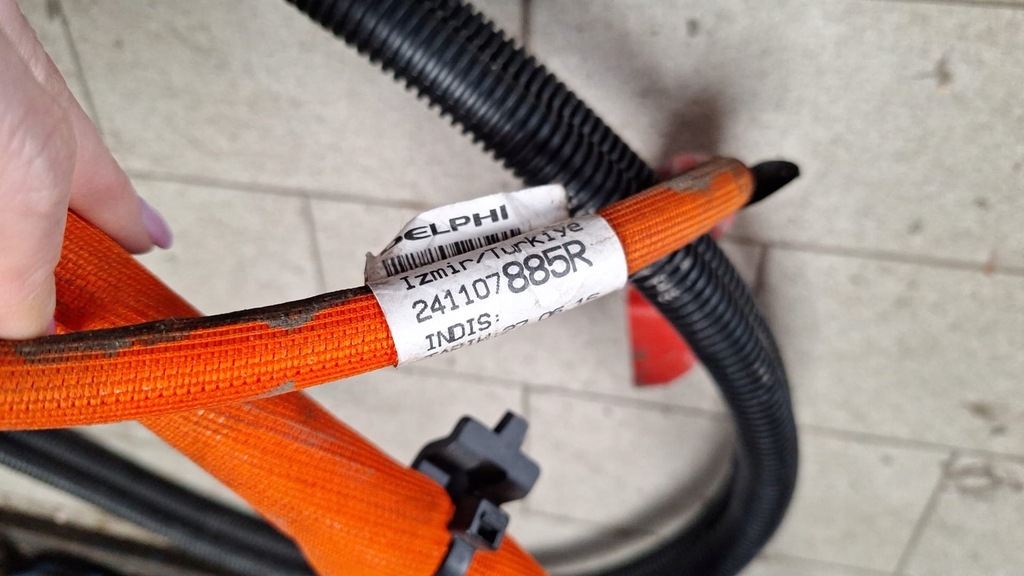 DELPHI
Izmir/Turkiye
241107885R
INDIS: